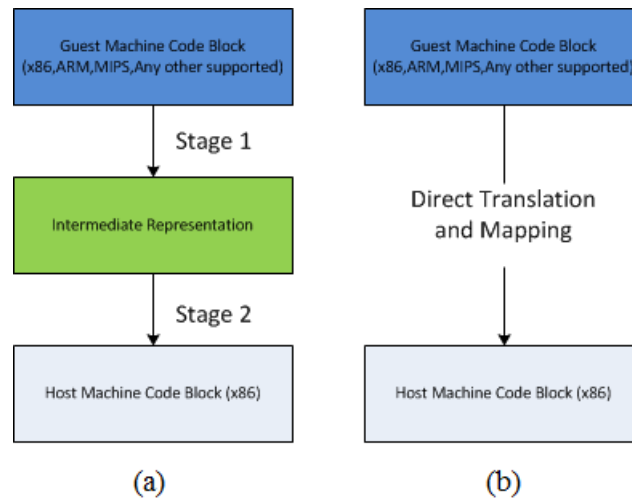 Guest Machine Code Block
(x86,ARM,MIPS,Any other supported)
Stage 1
Intermediate Representation
Stage 2
Host Machine Code Block (x86)
(a)
Guest Machine Code Block
(x86,ARM,MIPS,Any other supported)
Direct Translation
and Mapping
Host Machine Code Block (x86)
(b)